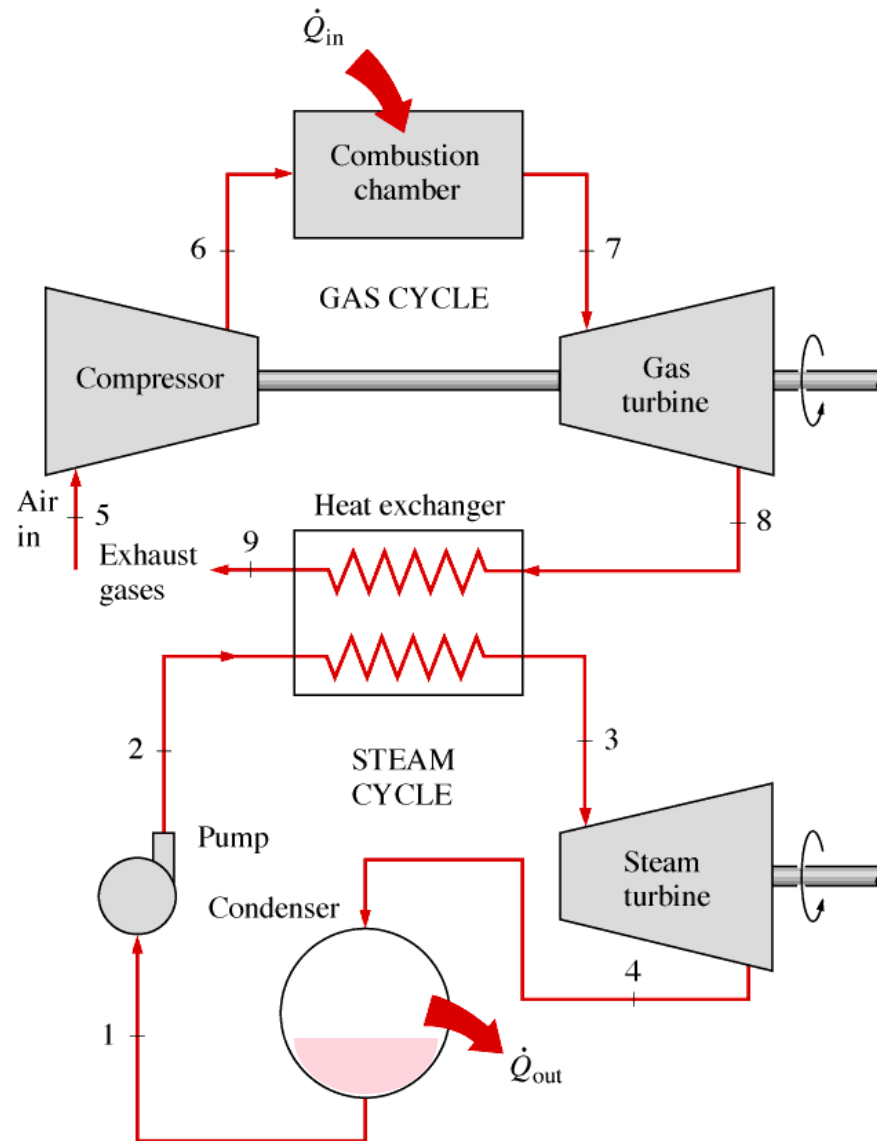 Q̇in
Combustion
chamber
6
7
GAS CYCLE
Compressor
Gas
turbine
Air
in
5
Heat exchanger
8
9
Exhaust
gases
2
3
STEAM
CYCLE
Pump
Steam
turbine
Condenser
4
1
Q̇out